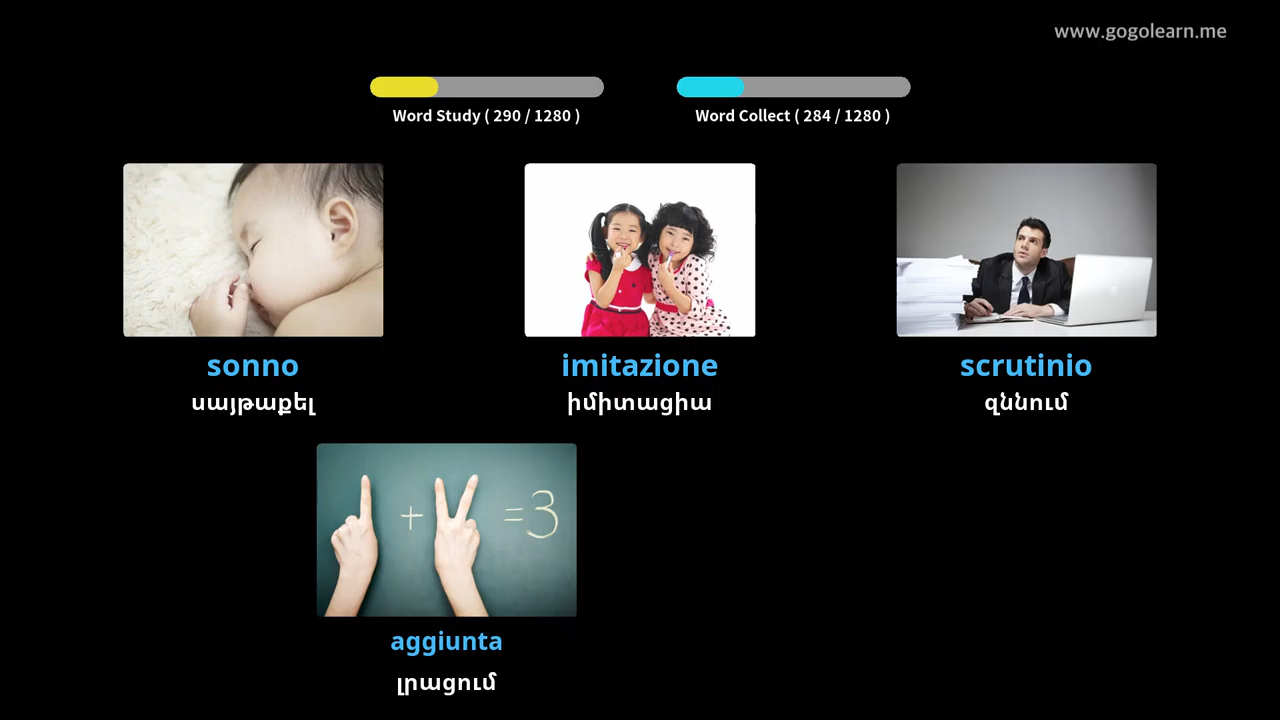 www.gogolearn.me
Word Study ( 290 / 1280 )
Word Collect ( 284 / 1280 )
sonno
սայթաքել
imitazione
իմիտացիա
scrutinio
զննում
= 3
+
aggiunta
լրացում